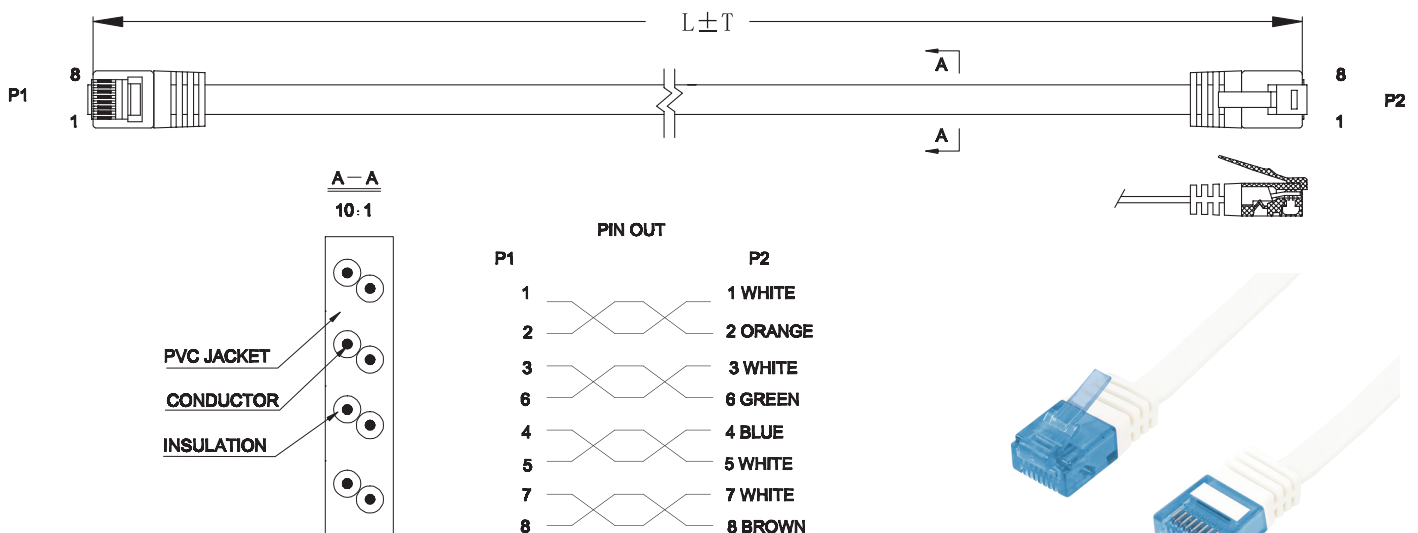 L±T
A
8
8
P1
P2
1
1
A
A—A
10:1
PIN OUT
P1
P2
1
1 WHITE
2
2 ORANGE
PVC JACKET
3
3 WHITE
CONDUCTOR
6
6 GREEN
4
4 BLUE
INSULATION
5
5 WHITE
7
7 WHITE
8
8 BROWN